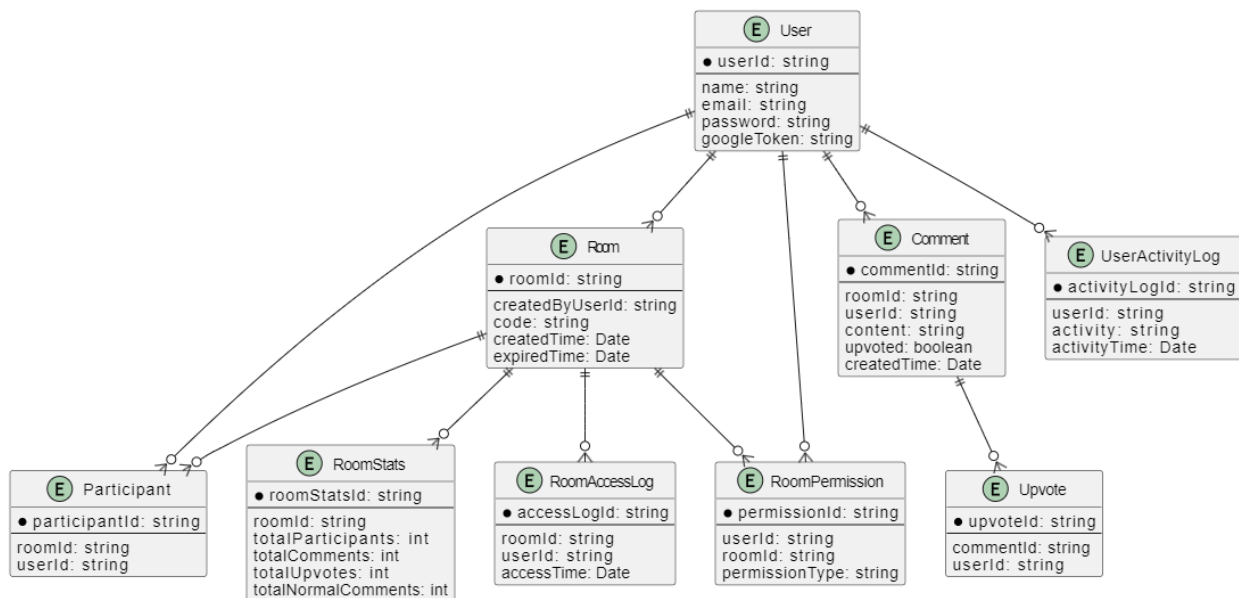 E User
userId: string
name: string
email: string
password: string
googleToken: string
E Room
roomId: string
createdByUserId: string
code: string
createdTime: Date
expiredTime: Date
E Comment
commentId: string
roomId: string
userId: string
content: string
upvoted: boolean
createdTime: Date
E UserActivityLog
activityLogId: string
userId: string
activity: string
activityTime: Date
E Participant
participantId: string
roomId: string
userId: string
E RoomStats
roomStatsId: string
roomId: string
totalParticipants: int
totalComments: int
totalUpvotes: int
totalNormalComments: int
E RoomAccessLog
accessLogId: string
roomId: string
userId: string
accessTime: Date
E RoomPermission
permissionId: string
userId: string
roomId: string
permissionType: string
E Upvote
upvoteId: string
commentId: string
userId: string